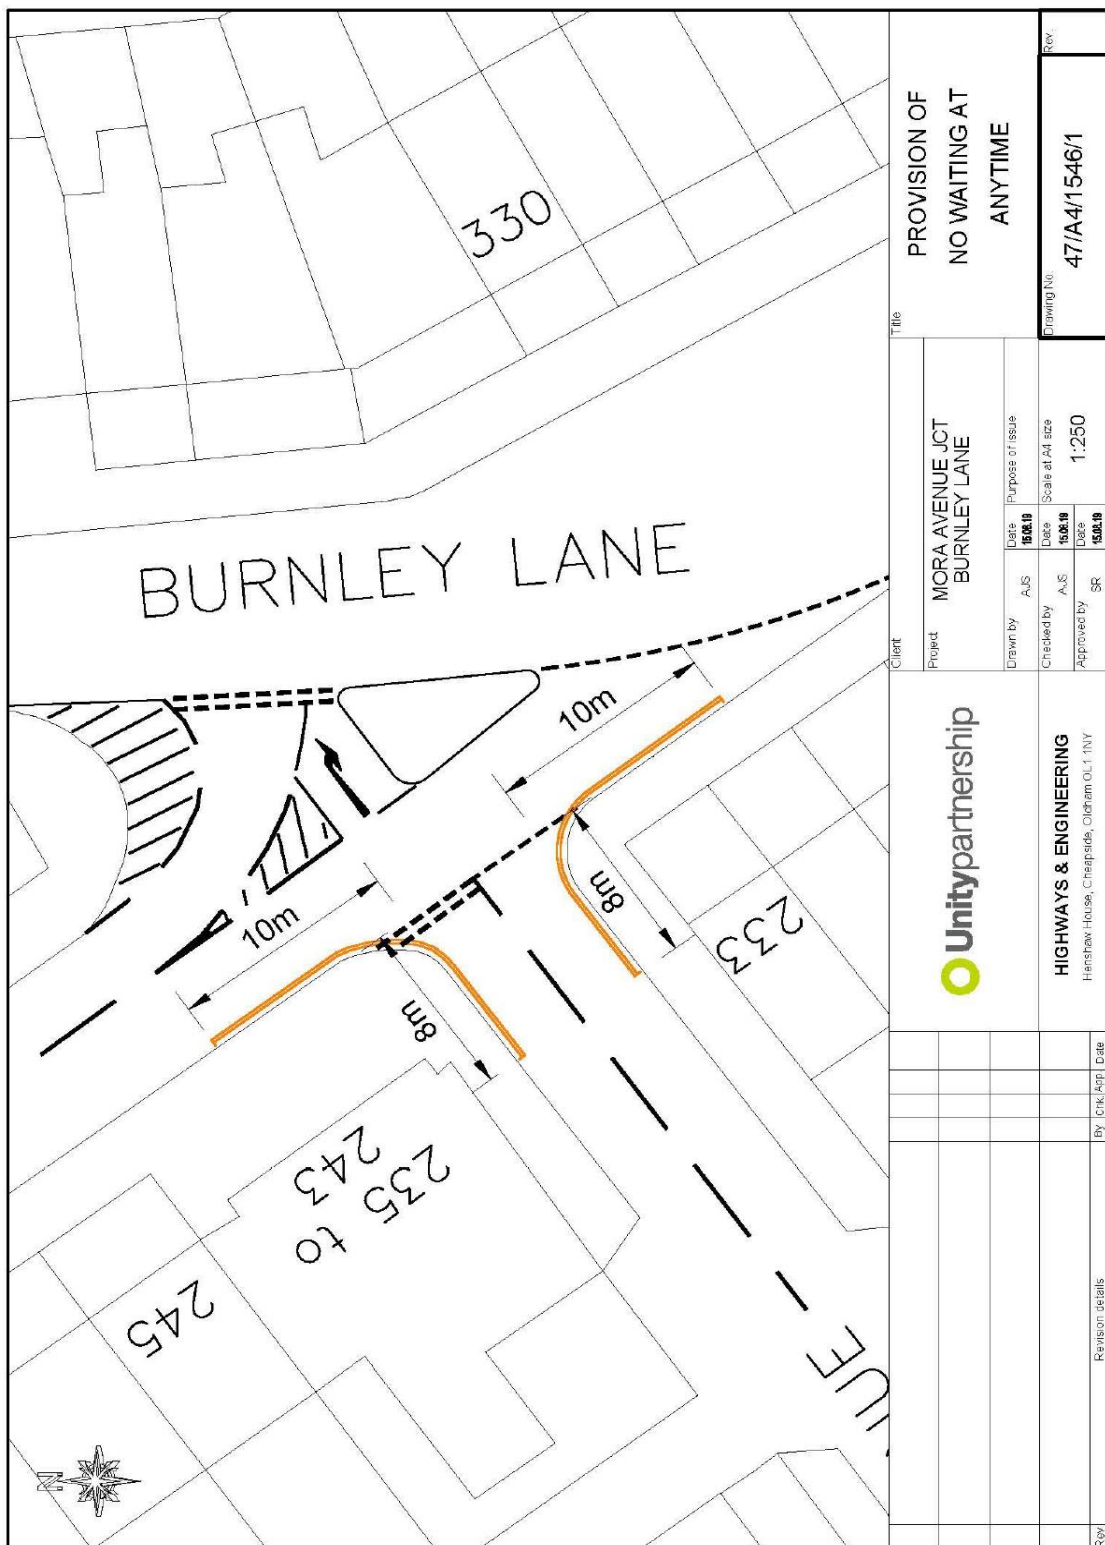 330
BURNLEY LANE
10m
10m
8m
8m
233
235 to
243
245
NUE
N
Title
PROVISION OF
NO WAITING AT
ANYTIME
Rev.
Drawing No.
47/A4/1546/1
Client
Project
MORA AVENUE JCT
BURNLEY LANE
Drawn by
AJS
Date
15.08.19
Purpose of issue
Checked by
AJS
Date
15.08.19
Scale at A4 size
1:250
Approved by
SR
Date
15.08.19
Unitypartnership
HIGHWAYS & ENGINEERING
Henshaw House, Cheapside, Oldham OL1 1NY
Rev
Revision details
By
Chk.
App.
Date